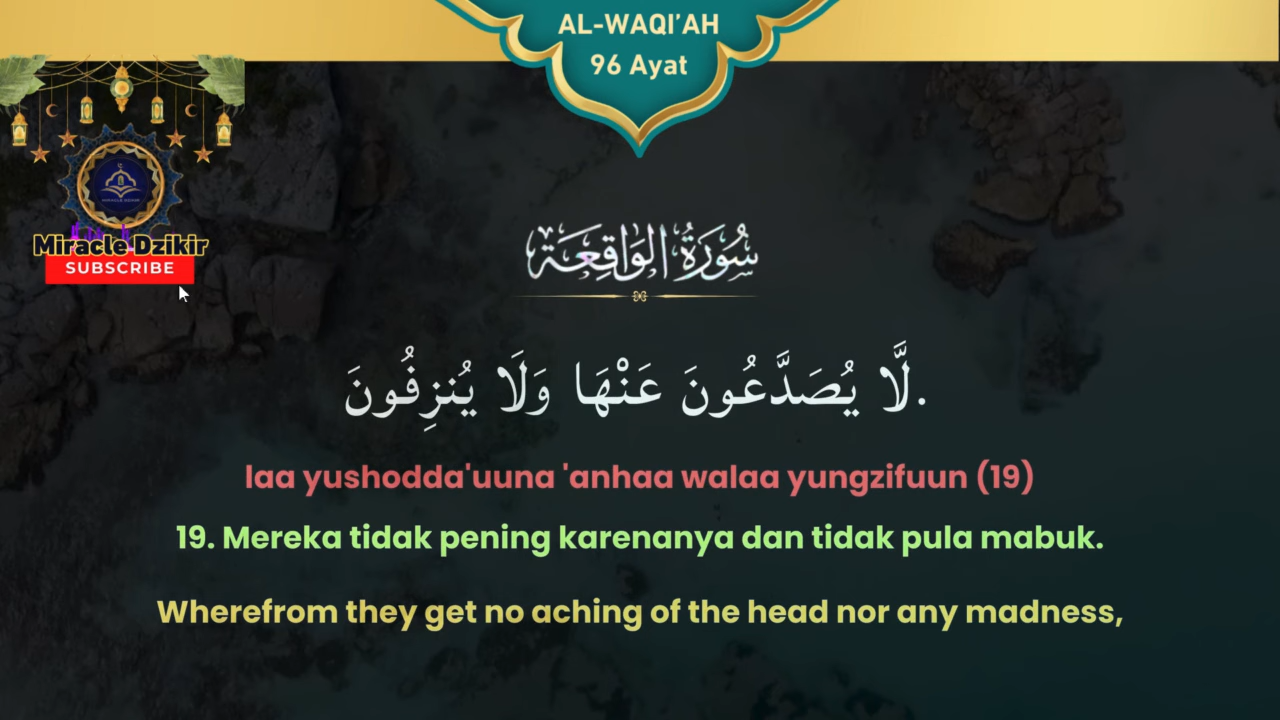 AL-WAQI'AH
96 Ayat
Miracle Dzikir
SUBSCRIBE
سُورَةُ الوَاقِعَة
لَّا يُصَدَّعُونَ عَنْهَا وَلَا يُنزِفُونَ.
laa yushodda'uuna 'anhaa walaa yungzifuun (19)
19. Mereka tidak pening karenanya dan tidak pula mabuk.
Wherefrom they get no aching of the head nor any madness,